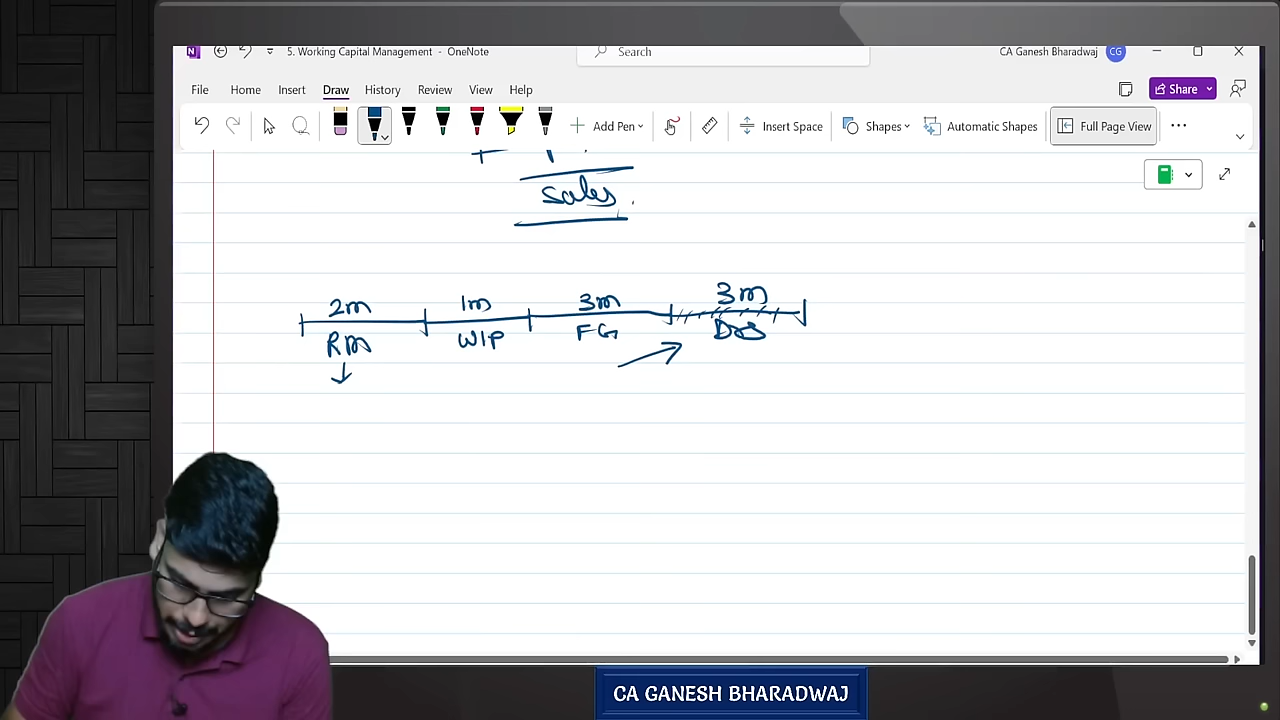 5. Working Capital Management - OneNote
Search
CA Ganesh Bharadwaj CG
File Home Insert Draw History Review View Help
Share
Add Pen
Insert Space
Shapes
Automatic Shapes
Full Page View
sales
2m 1m 3m 3m
RM WIP FG
CA GANESH BHARADWAJ